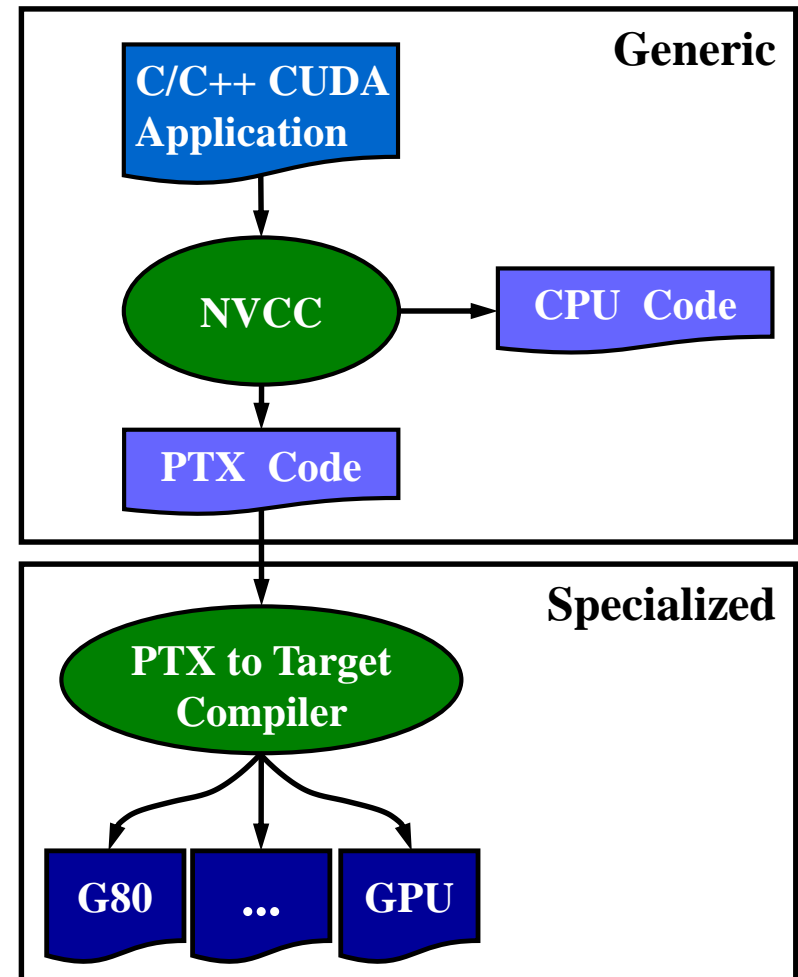 Generic
C/C++ CUDA
Application
NVCC
CPU Code
PTX Code
Specialized
PTX to Target
Compiler
G80
...
GPU